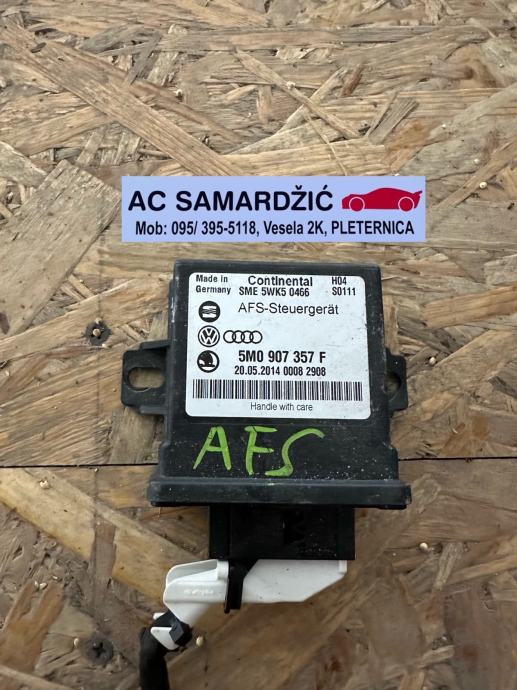 AC SAMARDŽIĆ
Mob: 095/ 395-5118, Vesela 2K, PLETERNICA
Made in Continental H04
Germany SME 5WK5 0466 S0111
AFS-Steuergerät
5M0 907 357 F
20.05.2014 0008 2908
Handle with care
AFS